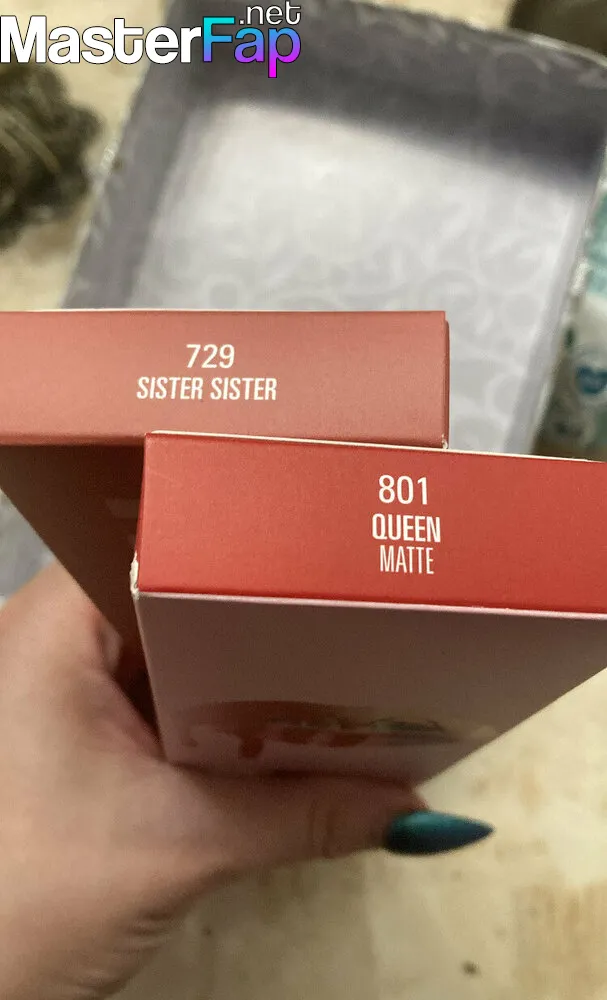 .net
MasterFap
729
SISTER SISTER
801
QUEEN
MATTE